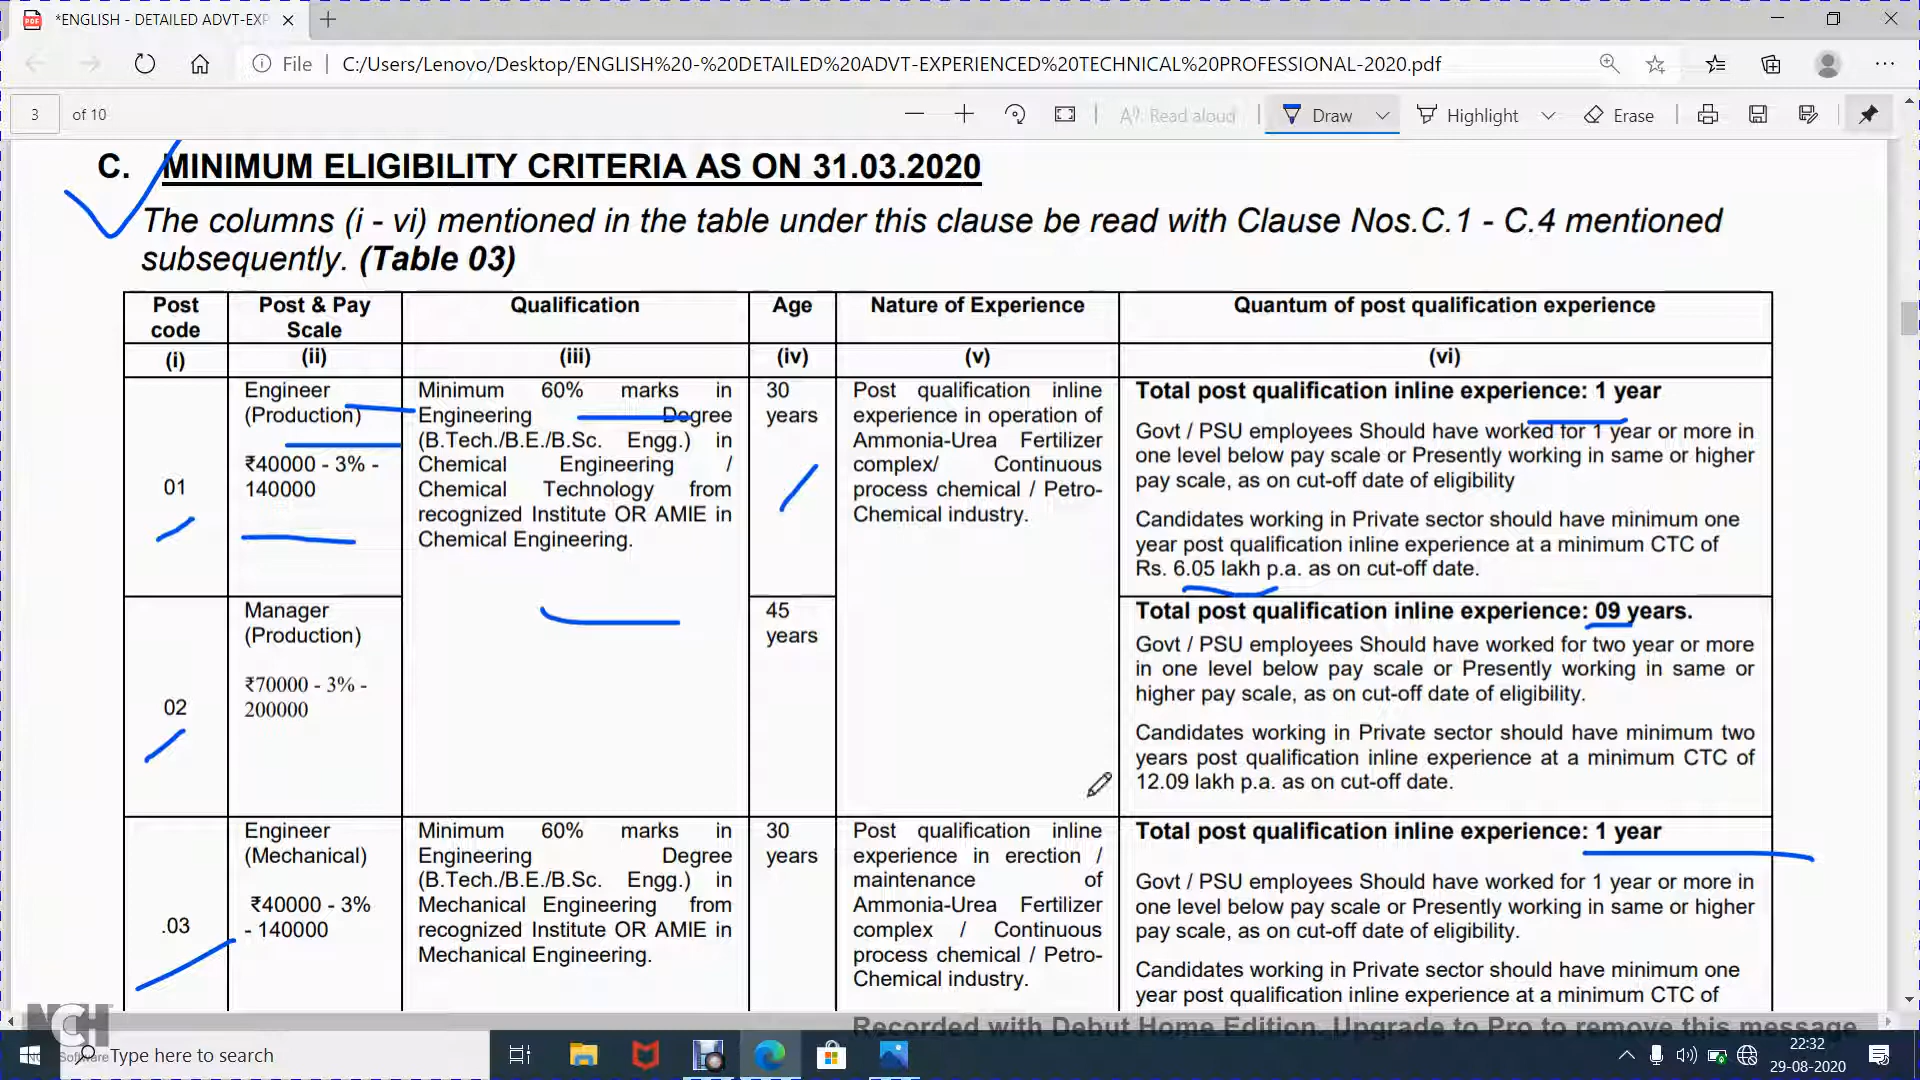 *ENGLISH - DETAILED ADVT-EXP
File
C:/Users/Lenovo/Desktop/ENGLISH%20-%20DETAILED%20ADVT-EXPERIENCED%20TECHNICAL%20PROFESSIONAL-2020.pdf
3 of 10
Read aloud
Draw
Highlight
Erase
C. MINIMUM ELIGIBILITY CRITERIA AS ON 31.03.2020
The columns (i - vi) mentioned in the table under this clause be read with Clause Nos.C.1 - C.4 mentioned
subsequently. (Table 03)
Post
code
Post & Pay
Scale
Qualification
Age
Nature of Experience
Quantum of post qualification experience
(i)
(ii)
(iii)
(iv)
(v)
(vi)
01
Engineer
(Production)
₹40000 - 3% -
140000
Minimum 60% marks in
Engineering Degree
(B.Tech./B.E./B.Sc. Engg.) in
Chemical Engineering /
Chemical Technology from
recognized Institute OR AMIE in
Chemical Engineering.
30
years
Post qualification inline
experience in operation of
Ammonia-Urea Fertilizer
complex/ Continuous
process chemical / Petro-
Chemical industry.
Total post qualification inline experience: 1 year
Govt / PSU employees Should have worked for 1 year or more in
one level below pay scale or Presently working in same or higher
pay scale, as on cut-off date of eligibility
Candidates working in Private sector should have minimum one
year post qualification inline experience at a minimum CTC of
Rs. 6.05 lakh p.a. as on cut-off date.
02
Manager
(Production)
₹70000 - 3% -
200000
45
years
Total post qualification inline experience: 09 years.
Govt / PSU employees Should have worked for two year or more
in one level below pay scale or Presently working in same or
higher pay scale, as on cut-off date of eligibility.
Candidates working in Private sector should have minimum two
years post qualification inline experience at a minimum CTC of
12.09 lakh p.a. as on cut-off date.
.03
Engineer
(Mechanical)
₹40000 - 3%
- 140000
Minimum 60% marks in
Engineering Degree
(B.Tech./B.E./B.Sc. Engg.) in
Mechanical Engineering from
recognized Institute OR AMIE in
Mechanical Engineering.
30
years
Post qualification inline
experience in erection /
maintenance of
Ammonia-Urea Fertilizer
complex / Continuous
process chemical / Petro-
Chemical industry.
Total post qualification inline experience: 1 year
Govt / PSU employees Should have worked for 1 year or more in
one level below pay scale or Presently working in same or higher
pay scale, as on cut-off date of eligibility.
Candidates working in Private sector should have minimum one
year post qualification inline experience at a minimum CTC of
NCH
Software
Recorded with Debut Home Edition. Upgrade to Pro to remove this message
Type here to search
22:32
29-08-2020